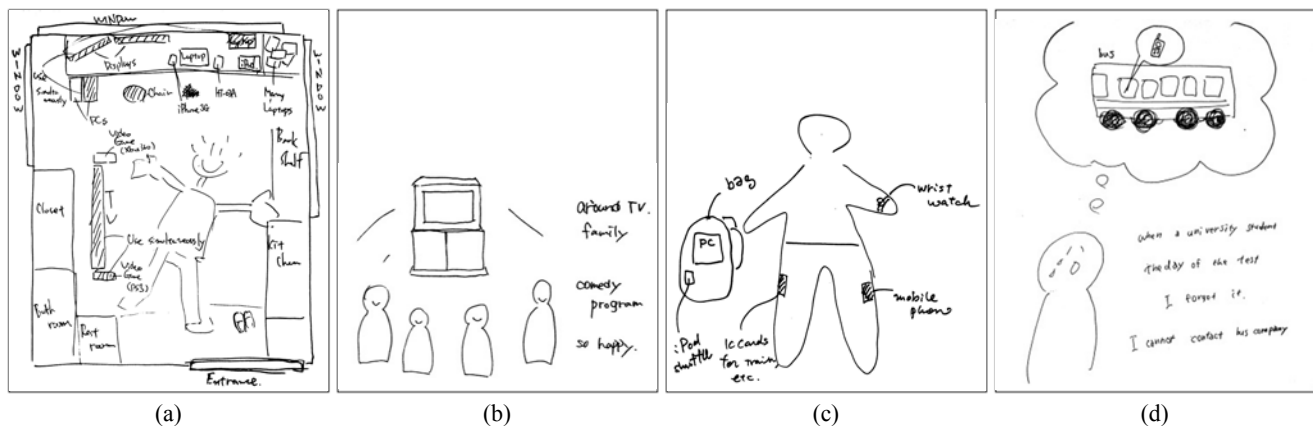 WINDOW
WINDOW
WINDOW
Displays
Laptop
Laptop
iPad
Use
simultaneously
PCs
Chair
iPhone3G
Many
Laptops
Video
Game
Book
Shelf
Closet
Use simultaneously
Video
Game
(PS3)
Kitchen
Bath
room
Rest
room
Entrance.
(a)
around TV.
family
comedy
program
so happy.
(b)
bag
PC
wrist
watch
mobile
phone
iPod
shuttle
Ic cards
for train,
etc.
(c)
bus
when a university student
the day of the test
I forgot it.
I cannot contact bus company
(d)